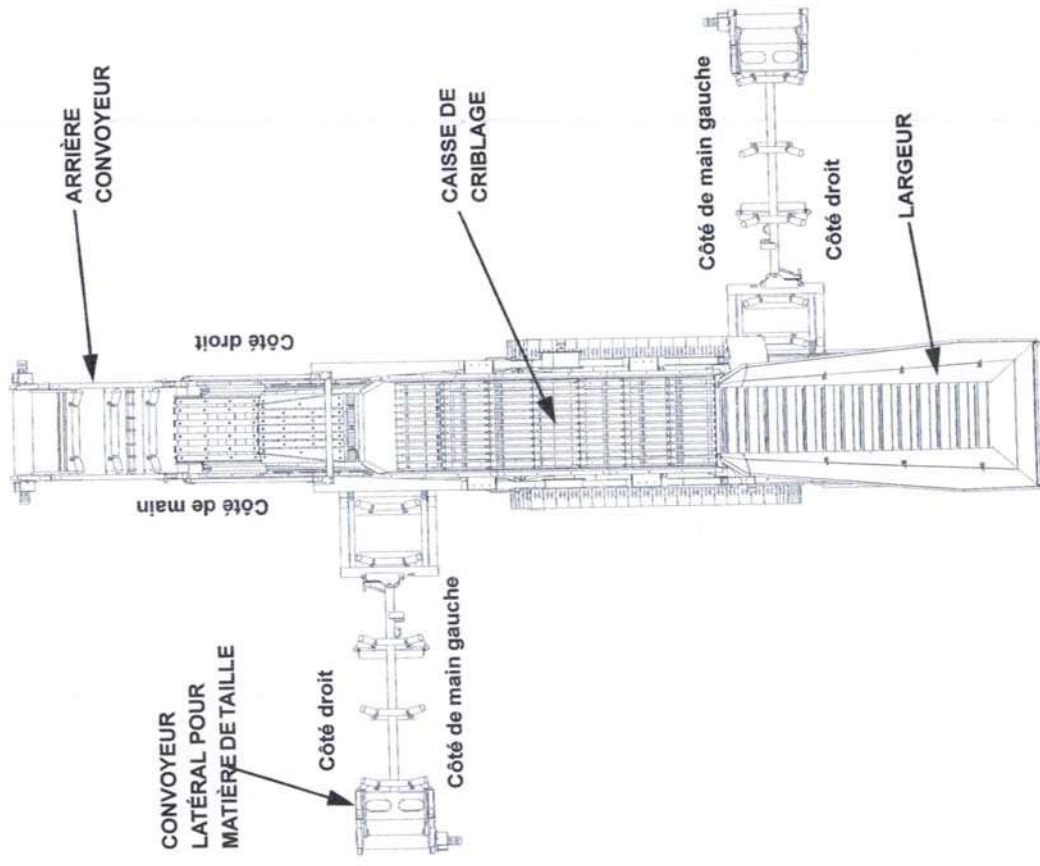 ARRIÈRE
CONVOYEUR
Côté droit
Côté de main
CAISSE DE
CRIBLAGE
CONVOYEUR
LATÉRAL POUR
MATIÈRE DE TAILLE
Côté droit
Côté de main gauche
Côté de main gauche
Côté droit
LARGEUR